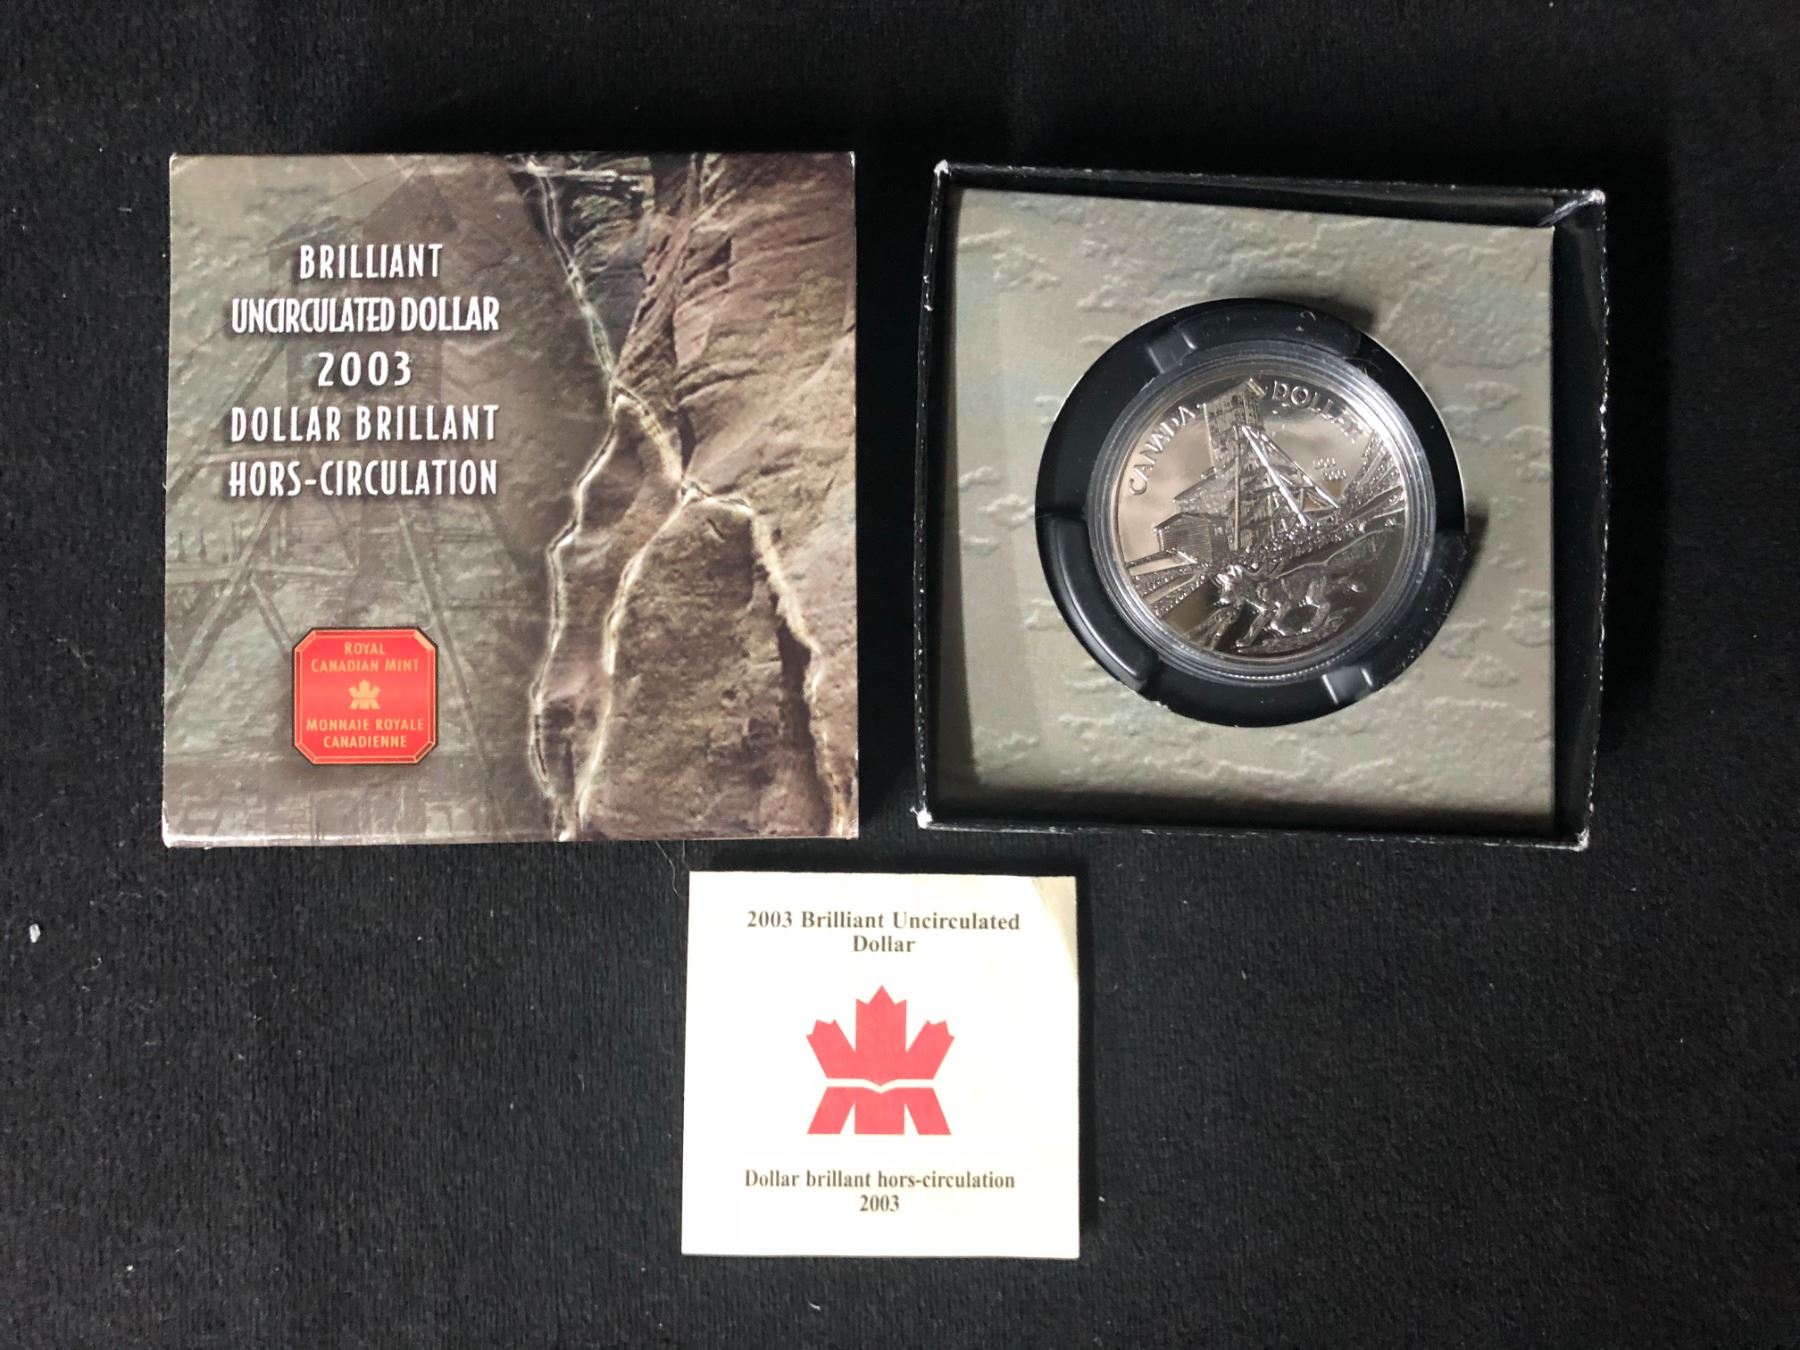 BRILLIANT
UNCIRCULATED DOLLAR
2003
DOLLAR BRILLANT
HORS-CIRCULATION
ROYAL
CANADIAN MINT
MONNAIE ROYALE
CANADIENNE
CANADA
DOLLAR
2003 Brilliant Uncirculated
Dollar
Dollar brillant hors-circulation
2003